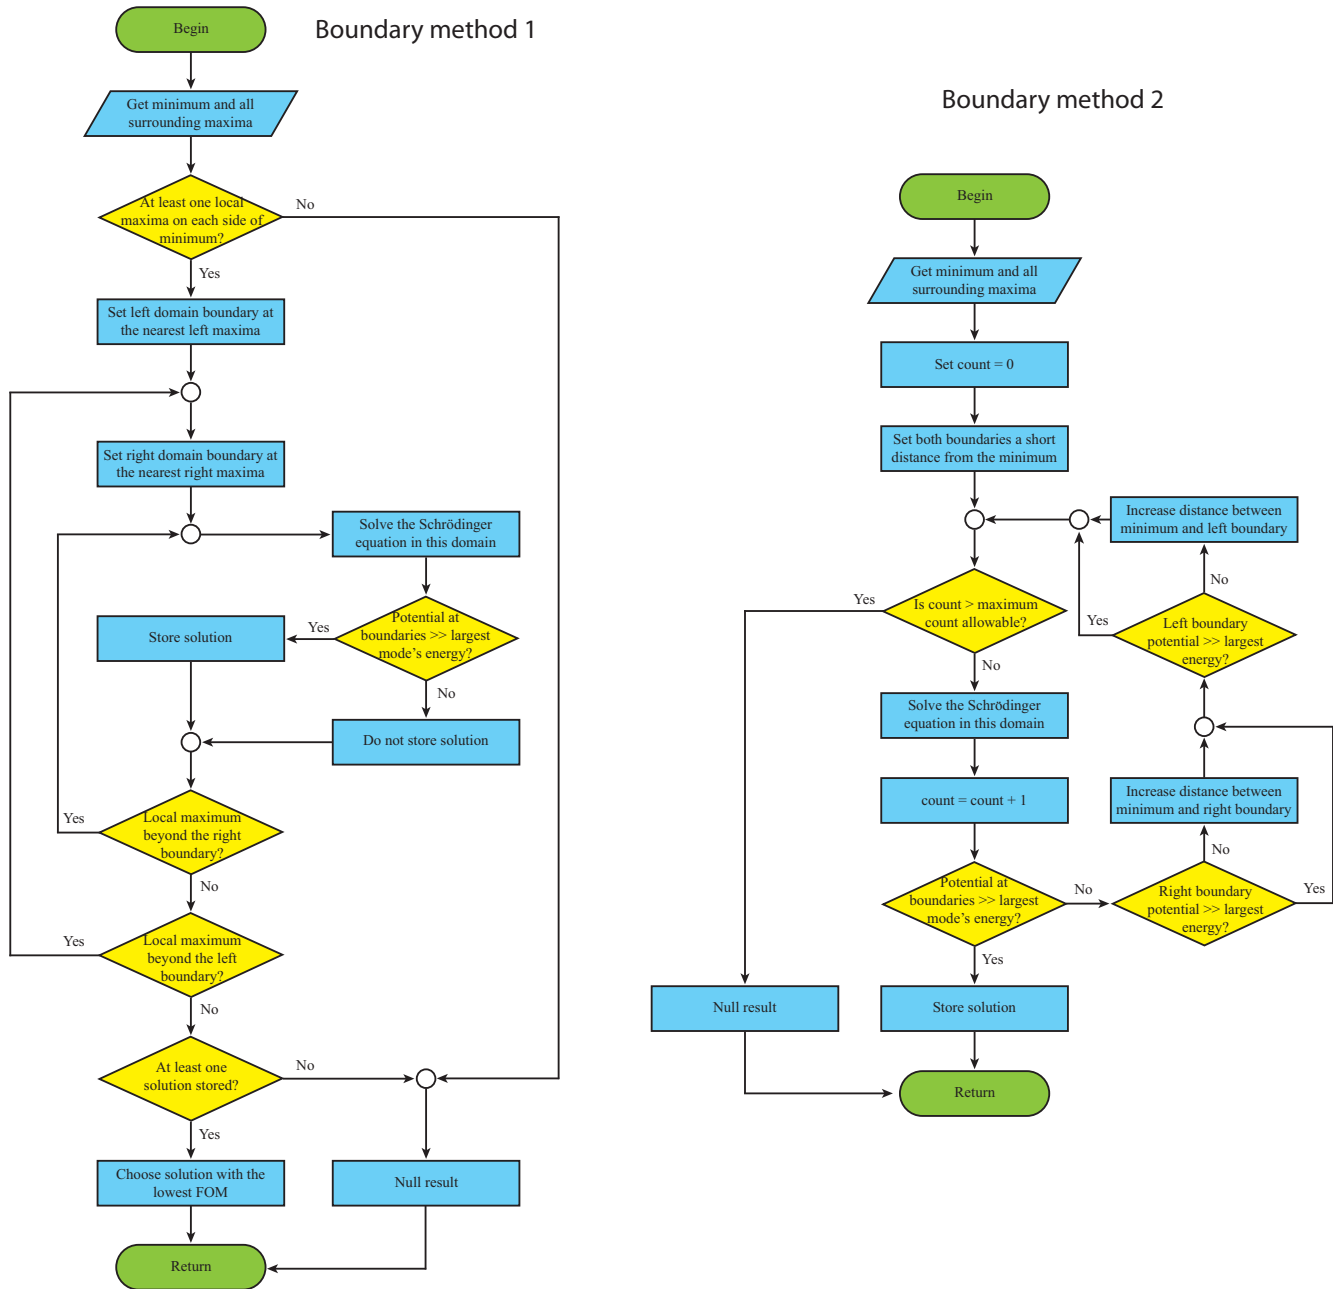 Boundary method 1
Begin
Get minimum and all
surrounding maxima
At least one local
maxima on each side of
minimum?
No
Yes
Set left domain boundary at
the nearest left maxima
Set right domain boundary at
the nearest right maxima
Solve the Schrödinger
equation in this domain
Potential at
boundaries >> largest
mode's energy?
Yes
Store solution
No
Do not store solution
Local maximum
beyond the right
boundary?
Yes
No
Local maximum
beyond the left
boundary?
Yes
No
At least one
solution stored?
No
Yes
Choose solution with the
lowest FOM
Null result
Return
Boundary method 2
Begin
Get minimum and all
surrounding maxima
Set count = 0
Set both boundaries a short
distance from the minimum
Increase distance between
minimum and left boundary
Is count > maximum
count allowable?
Yes
No
Left boundary
potential >> largest
energy?
Yes
No
Solve the Schrödinger
equation in this domain
count = count + 1
Increase distance between
minimum and right boundary
Potential at
boundaries >> largest
mode's energy?
No
Yes
Right boundary
potential >> largest
energy?
No
Yes
Null result
Store solution
Return